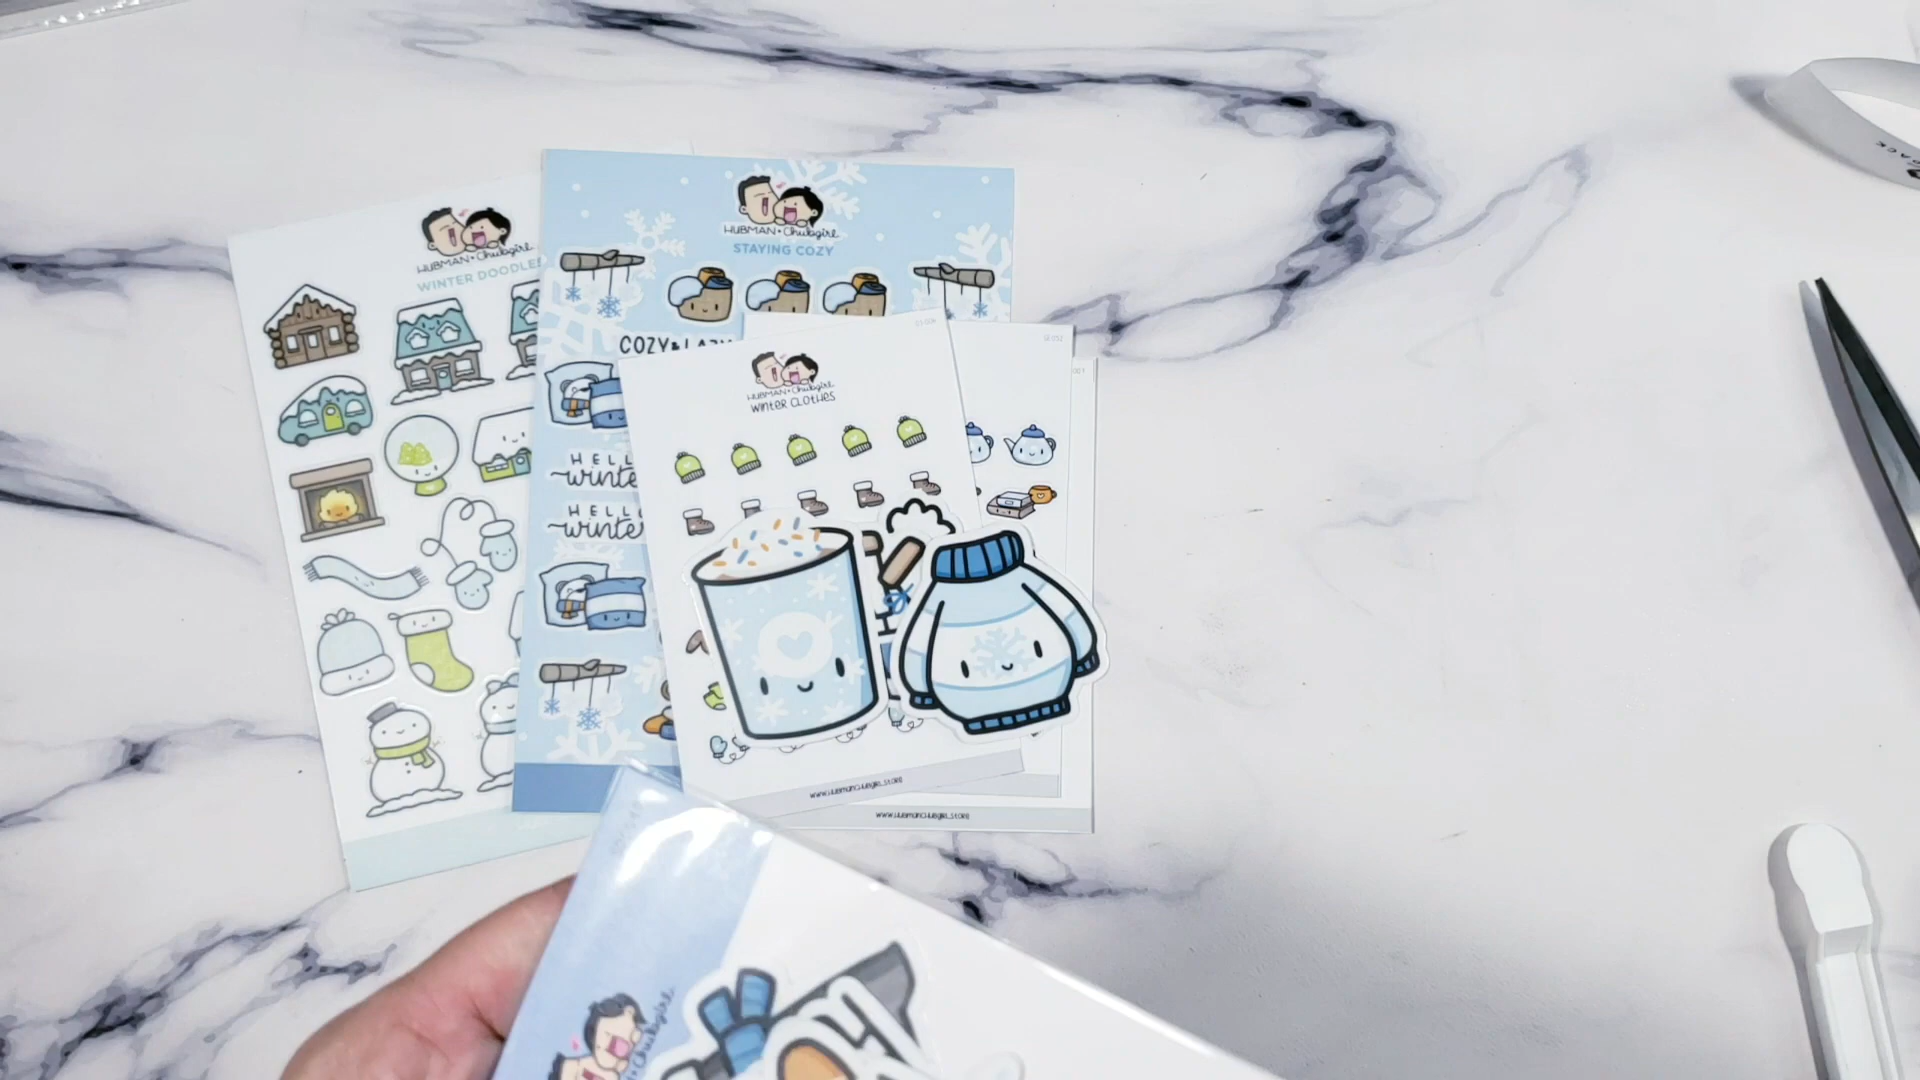 HUBMAN + Chubgirl
WINTER DOODLES
HUBMAN + Chubgirl
STAYING COZY
COZY & LAZY
HELLO
winter
HELLO
winter
HUBMAN + Chubgirl
WINTER CLOTHES
www.HubmanChubgirl.store
www.HubmanChubgirl.store
Chubgirl